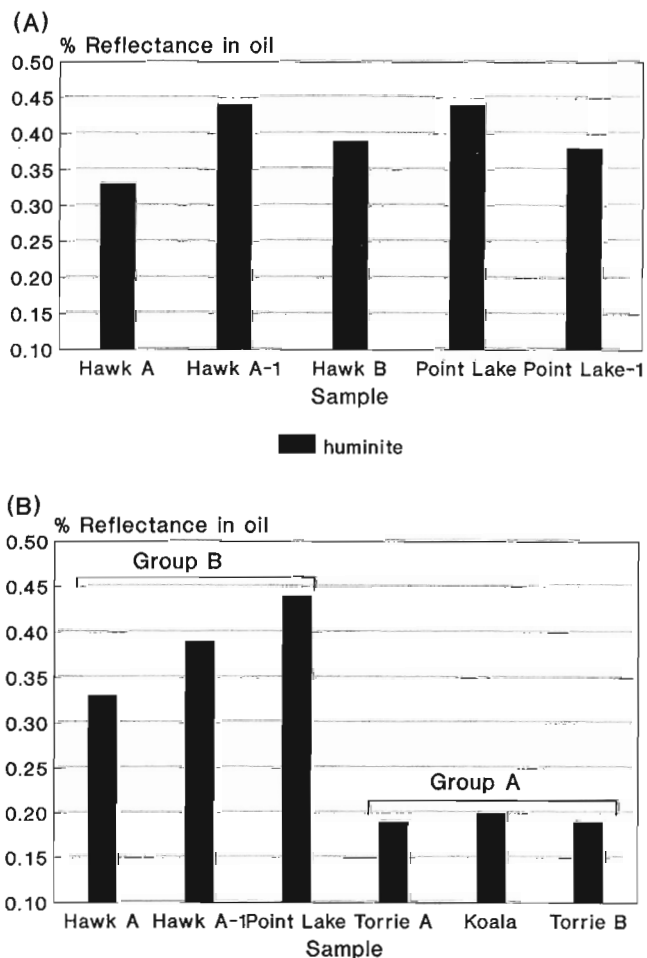 (A)
% Reflectance in oil
0.50
0.45
0.40
0.35
0.30
0.25
0.20
0.15
0.10
Hawk A Hawk A-1 Hawk B Point Lake Point Lake-1
Sample
huminite
(B)
% Reflectance in oil
0.50
Group B
0.45
0.40
0.35
0.30
0.25
Group A
0.20
0.15
0.10
Hawk A Hawk A-1 Point Lake Torrie A Koala Torrie B
Sample